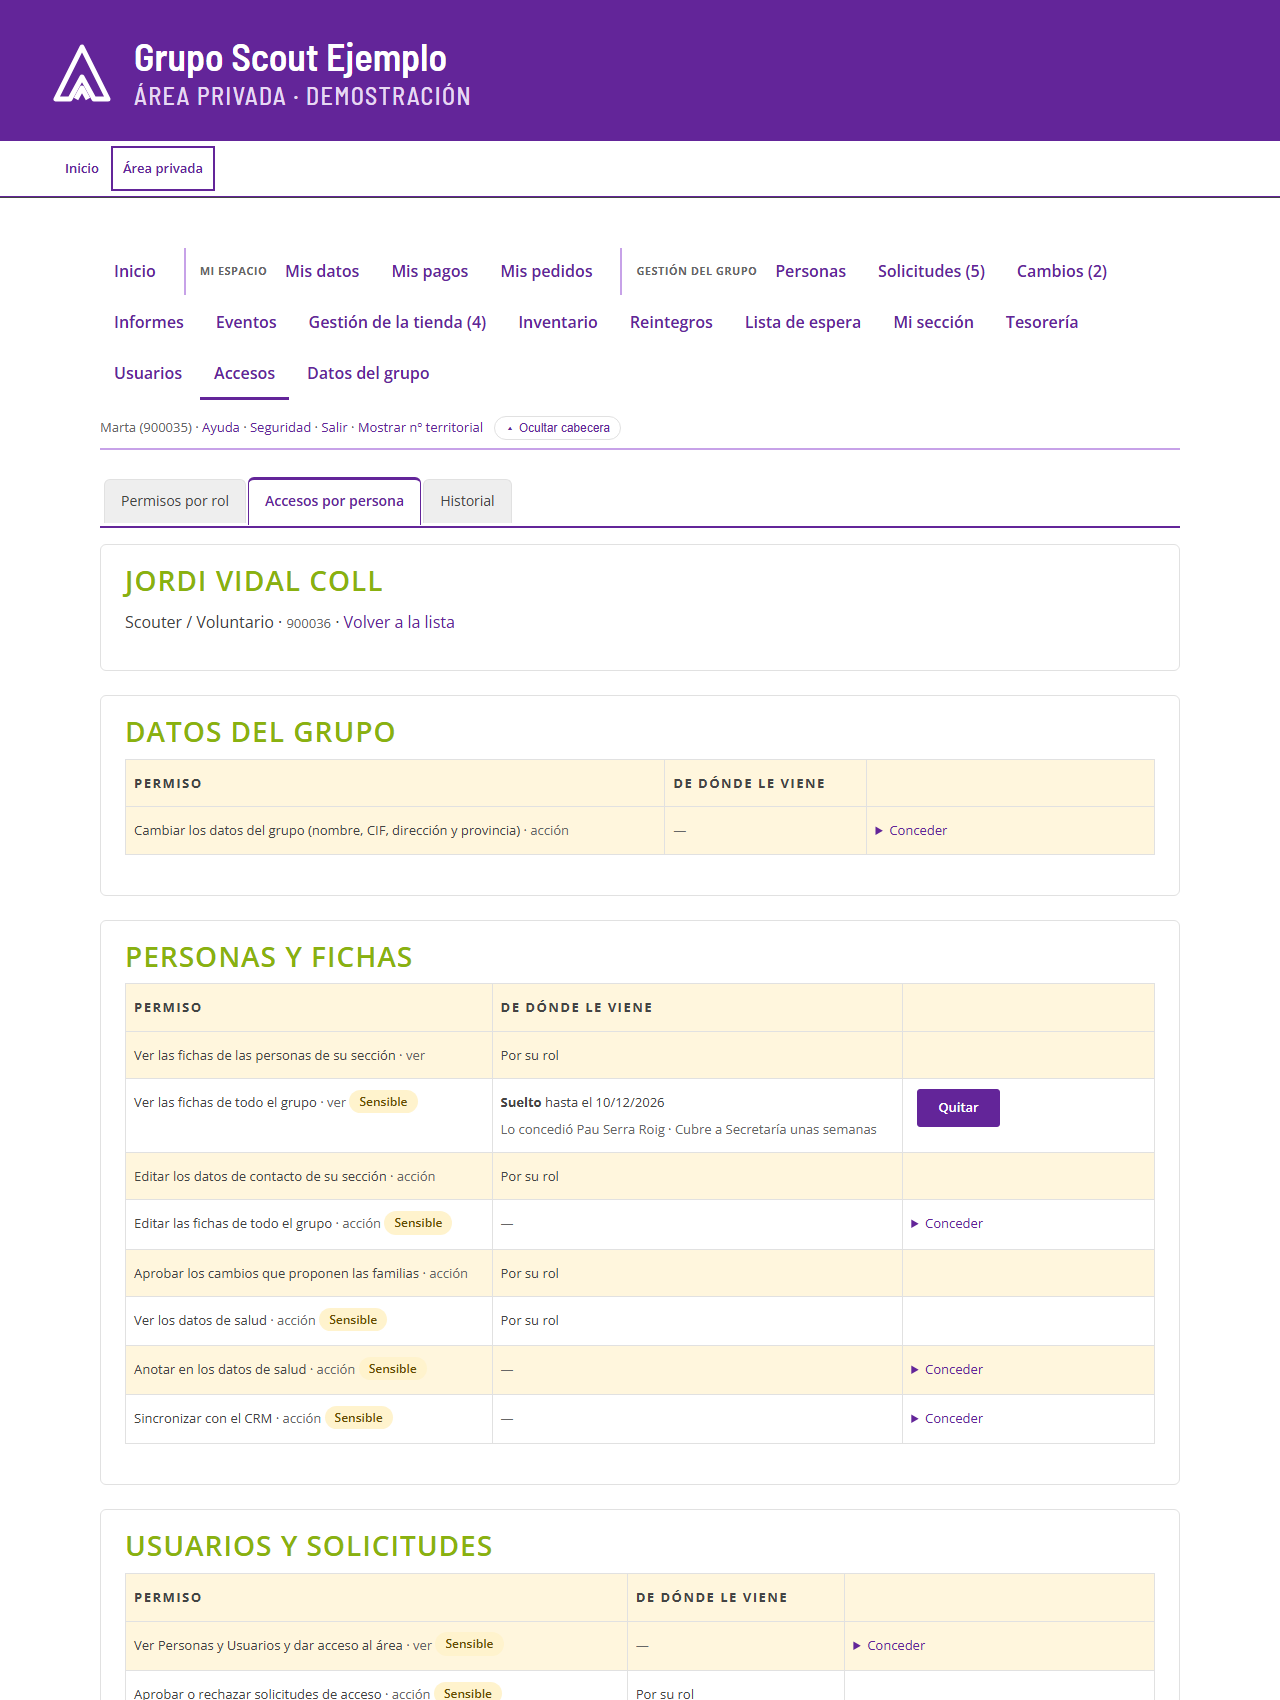 Grupo Scout Ejemplo
ÁREA PRIVADA · DEMOSTRACIÓN
Inicio Área privada
Inicio MI ESPACIO Mis datos Mis pagos Mis pedidos GESTIÓN DEL GRUPO Personas Solicitudes (5) Cambios (2)
Informes Eventos Gestión de la tienda (4) Inventario Reintegros Lista de espera Mi sección Tesorería
Usuarios Accesos Datos del grupo
Marta (900035) · Ayuda · Seguridad · Salir · Mostrar nº territorial ▲ Ocultar cabecera
Permisos por rol Accesos por persona Historial
JORDI VIDAL COLL
Scouter / Voluntario · 900036 · Volver a la lista
DATOS DEL GRUPO
PERMISO DE DÓNDE LE VIENE
Cambiar los datos del grupo (nombre, CIF, dirección y provincia) · acción — ▶ Conceder
PERSONAS Y FICHAS
PERMISO DE DÓNDE LE VIENE
Ver las fichas de las personas de su sección · ver Por su rol
Ver las fichas de todo el grupo · ver Sensible Suelto hasta el 10/12/2026 Quitar
Lo concedió Pau Serra Roig · Cubre a Secretaría unas semanas
Editar los datos de contacto de su sección · acción Por su rol
Editar las fichas de todo el grupo · acción Sensible — ▶ Conceder
Aprobar los cambios que proponen las familias · acción Por su rol
Ver los datos de salud · acción Sensible Por su rol
Anotar en los datos de salud · acción Sensible — ▶ Conceder
Sincronizar con el CRM · acción Sensible — ▶ Conceder
USUARIOS Y SOLICITUDES
PERMISO DE DÓNDE LE VIENE
Ver Personas y Usuarios y dar acceso al área · ver Sensible — ▶ Conceder
Aprobar o rechazar solicitudes de acceso · acción Sensible Por su rol